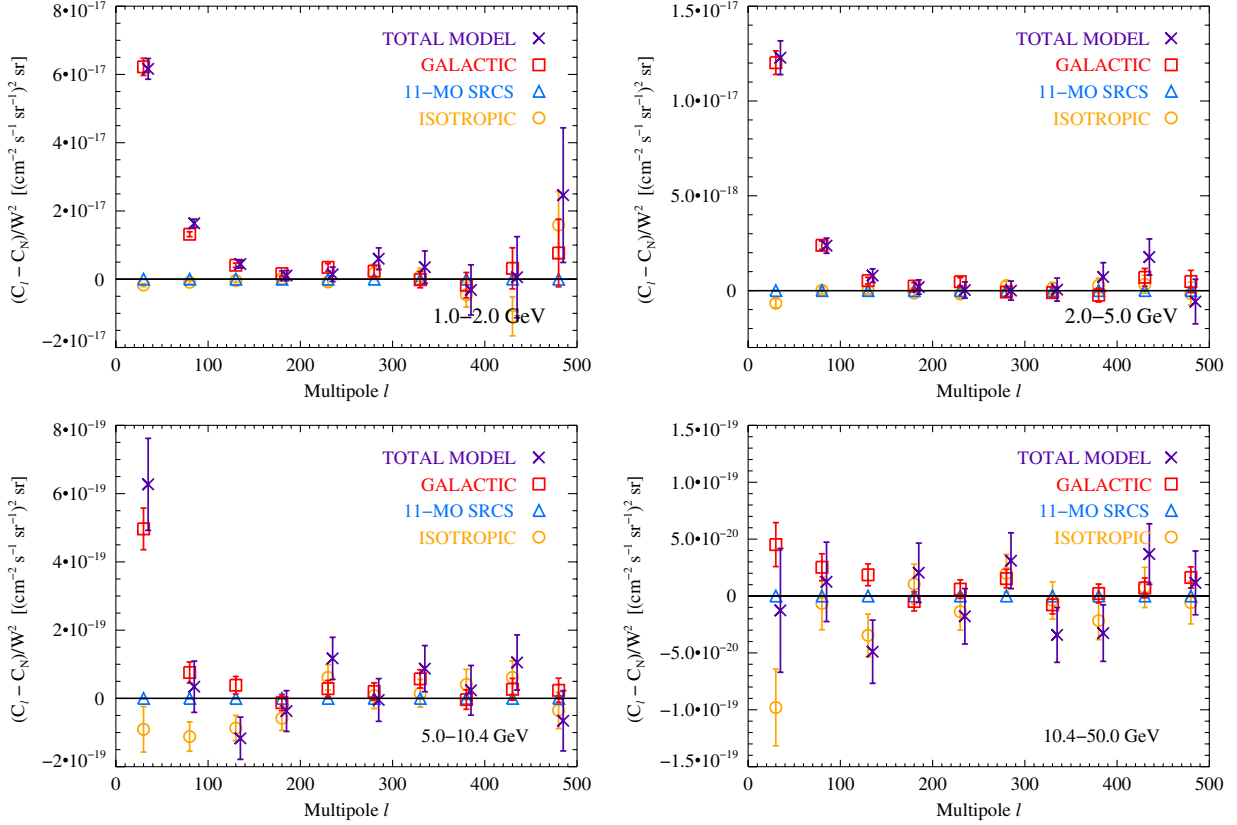 8•10⁻¹⁷
6•10⁻¹⁷
4•10⁻¹⁷
2•10⁻¹⁷
0
−2•10⁻¹⁷
(Cₗ − C_N)/W² [(cm⁻² s⁻¹ sr⁻¹)² sr]
TOTAL MODEL
GALACTIC
11−MO SRCS
ISOTROPIC
1.0−2.0 GeV
0 100 200 300 400 500
Multipole l
1.5•10⁻¹⁷
1.0•10⁻¹⁷
5.0•10⁻¹⁸
0
(Cₗ − C_N)/W² [(cm⁻² s⁻¹ sr⁻¹)² sr]
TOTAL MODEL
GALACTIC
11−MO SRCS
ISOTROPIC
2.0−5.0 GeV
0 100 200 300 400 500
Multipole l
8•10⁻¹⁹
6•10⁻¹⁹
4•10⁻¹⁹
2•10⁻¹⁹
0
−2•10⁻¹⁹
(Cₗ − C_N)/W² [(cm⁻² s⁻¹ sr⁻¹)² sr]
TOTAL MODEL
GALACTIC
11−MO SRCS
ISOTROPIC
5.0−10.4 GeV
0 100 200 300 400 500
Multipole l
1.5•10⁻¹⁹
1.0•10⁻¹⁹
5.0•10⁻²⁰
0
−5.0•10⁻²⁰
−1.0•10⁻¹⁹
−1.5•10⁻¹⁹
(Cₗ − C_N)/W² [(cm⁻² s⁻¹ sr⁻¹)² sr]
TOTAL MODEL
GALACTIC
11−MO SRCS
ISOTROPIC
10.4−50.0 GeV
0 100 200 300 400 500
Multipole l